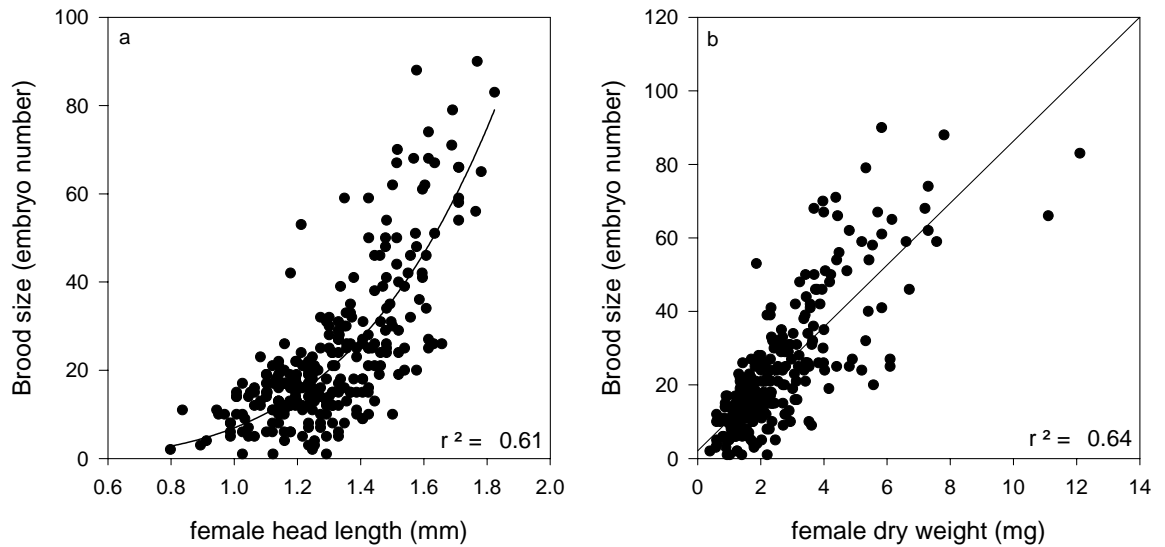 a
Brood size (embryo number)
100
80
60
40
20
0
0.6 0.8 1.0 1.2 1.4 1.6 1.8 2.0
r ² = 0.61
female head length (mm)
b
Brood size (embryo number)
120
100
80
60
40
20
0
0 2 4 6 8 10 12 14
r ² = 0.64
female dry weight (mg)